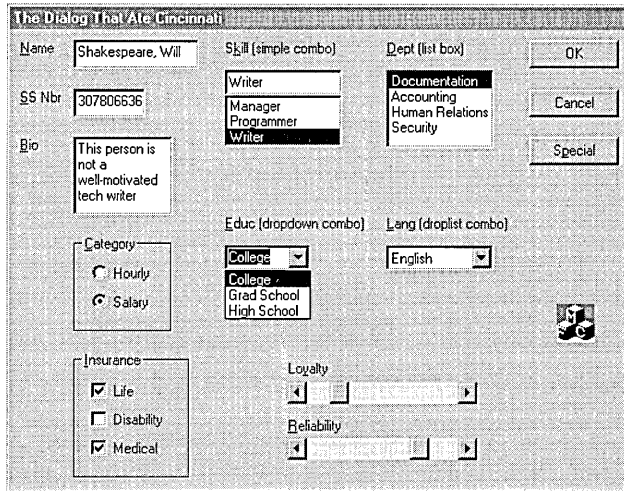 The Dialog That Ate Cincinnati
Name
Shakespeare, Will
SS Nbr
307806636
Bio
This person is
not a
well-motivated
tech writer
Category
Hourly
Salary
Insurance
Life
Disability
Medical
Skill (simple combo)
Writer
Manager
Programmer
Writer
Dept (list box)
Documentation
Accounting
Human Relations
Security
OK
Cancel
Special
Educ (dropdown combo)
College
College
Grad School
High School
Lang (droplist combo)
English
Loyalty
Reliability
M
F
C